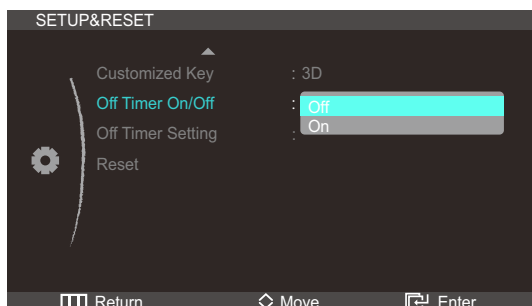 SETUP&RESET
Customized Key : 3D
Off Timer On/Off : Off
On
Off Timer Setting :
Reset
Return Move Enter